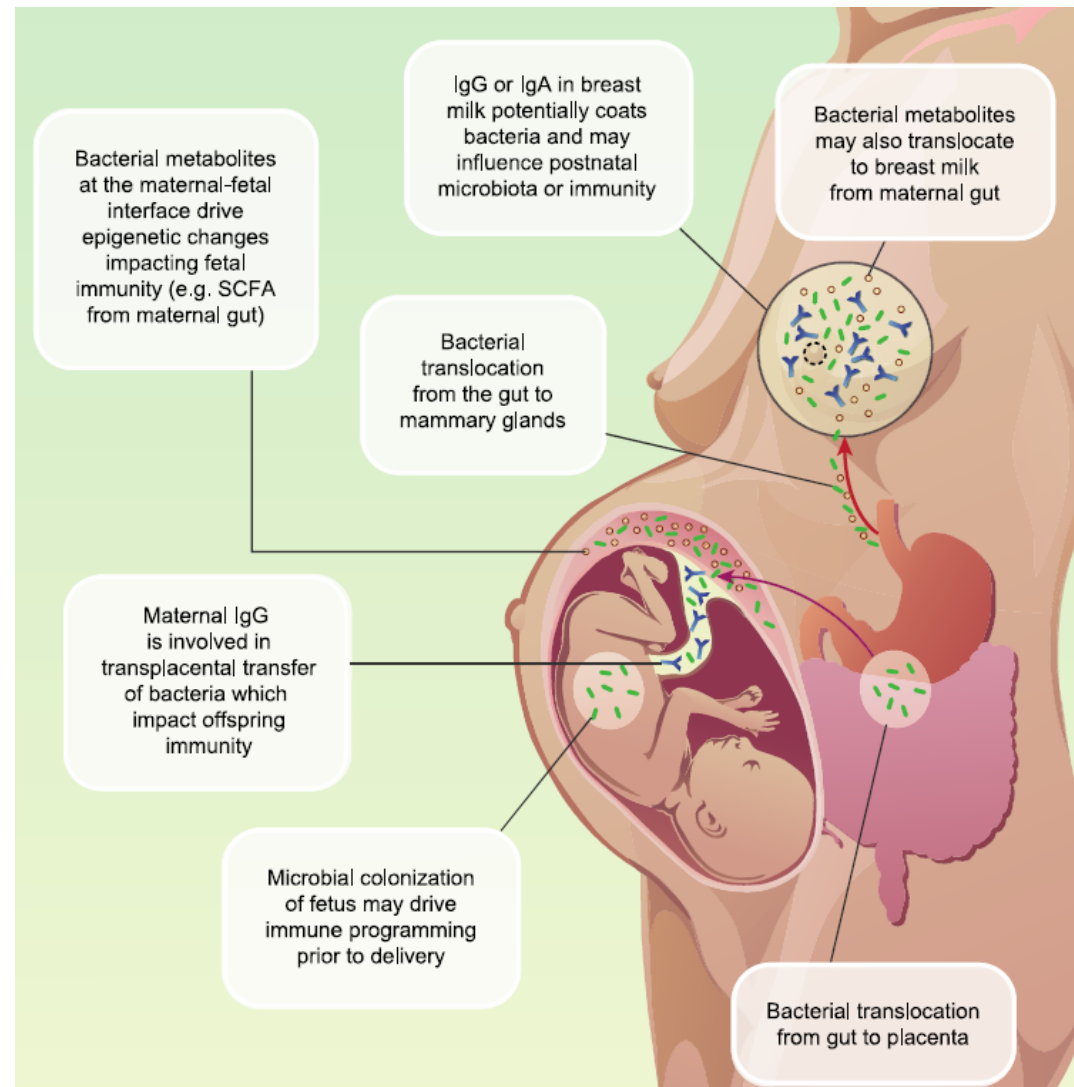 IgG or IgA in breast
milk potentially coats
bacteria and may
influence postnatal
microbiota or immunity
Bacterial metabolites
may also translocate
to breast milk
from maternal gut
Bacterial metabolites
at the maternal-fetal
interface drive
epigenetic changes
impacting fetal
immunity (e.g. SCFA
from maternal gut)
Bacterial
translocation
from the gut to
mammary glands
Maternal IgG
is involved in
transplacental transfer
of bacteria which
impact offspring
immunity
Microbial colonization
of fetus may drive
immune programming
prior to delivery
Bacterial translocation
from gut to placenta